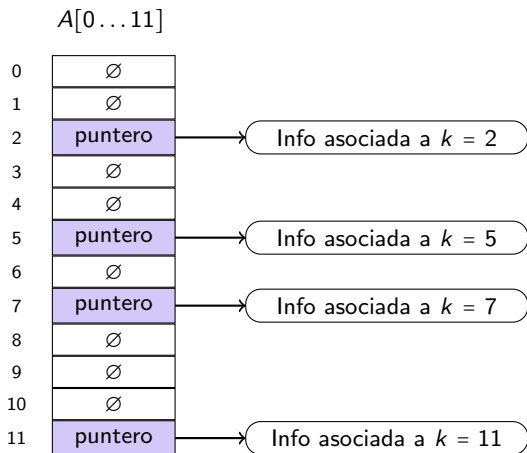 A[0 . . . 11]
0 ∅
1 ∅
2 puntero Info asociada a k = 2
3 ∅
4 ∅
5 puntero Info asociada a k = 5
6 ∅
7 puntero Info asociada a k = 7
8 ∅
9 ∅
10 ∅
11 puntero Info asociada a k = 11